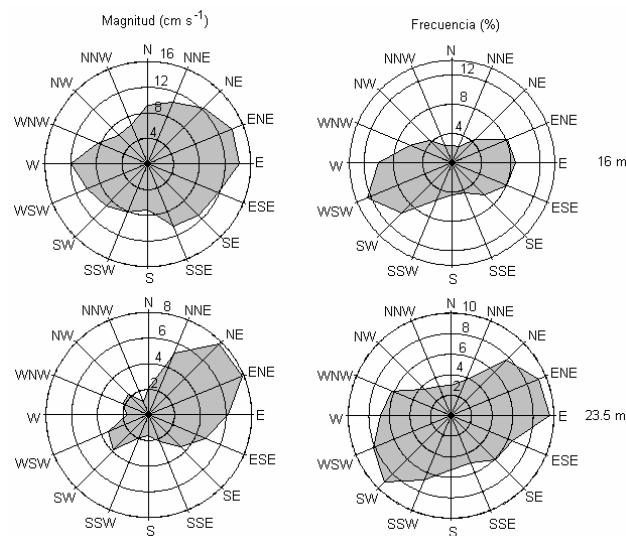 Magnitud (cm s⁻¹)
Frecuencia (%)
N
16
NNE
NE
ENE
E
ESE
SE
SSE
S
SSW
SW
WSW
W
WNW
NW
NNW
12
8
4
N
12
NNE
NE
ENE
E
ESE
SE
SSE
S
SSW
SW
WSW
W
WNW
NW
NNW
8
4
16 m
N
8
NNE
NE
ENE
E
ESE
SE
SSE
S
SSW
SW
WSW
W
WNW
NW
NNW
6
4
2
N
10
NNE
NE
ENE
E
ESE
SE
SSE
S
SSW
SW
WSW
W
WNW
NW
NNW
8
6
4
2
23.5 m